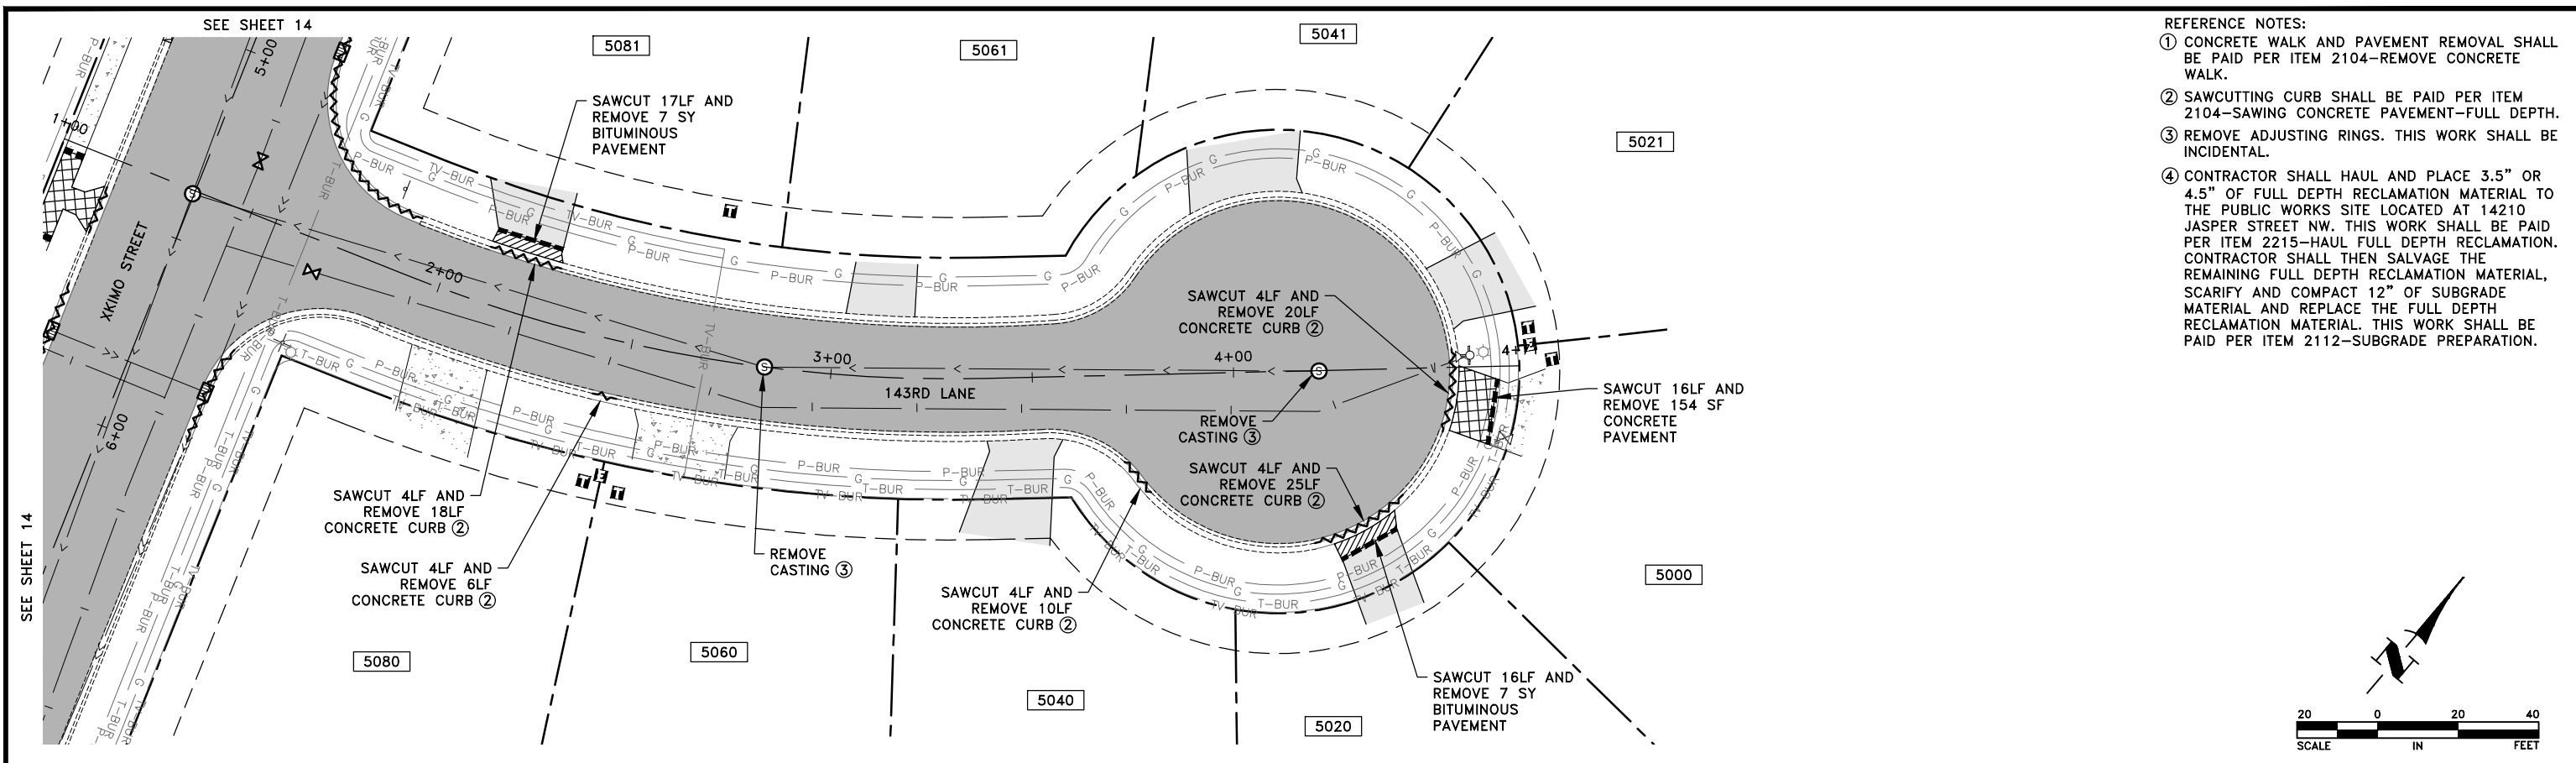 SEE SHEET 14
5081
5061
5041
5021
5+00
1+00
SAWCUT 17LF AND
REMOVE 7 SY
BITUMINOUS
PAVEMENT
XKIMO STREET
2+00
3+00
4+00
143RD LANE
6+00
SAWCUT 4LF AND
REMOVE 20LF
CONCRETE CURB ②
REMOVE
CASTING ③
SAWCUT 16LF AND
REMOVE 154 SF
CONCRETE
PAVEMENT
SAWCUT 4LF AND
REMOVE 25LF
CONCRETE CURB ②
SAWCUT 4LF AND
REMOVE 18LF
CONCRETE CURB ②
SEE SHEET 14
SAWCUT 4LF AND
REMOVE 6LF
CONCRETE CURB ②
REMOVE
CASTING ③
SAWCUT 4LF AND
REMOVE 10LF
CONCRETE CURB ②
5000
5080
5060
5040
5020
SAWCUT 16LF AND
REMOVE 7 SY
BITUMINOUS
PAVEMENT
P-BUR
TV-BUR
T-BUR
G
REFERENCE NOTES:
① CONCRETE WALK AND PAVEMENT REMOVAL SHALL
BE PAID PER ITEM 2104-REMOVE CONCRETE
WALK.
② SAWCUTTING CURB SHALL BE PAID PER ITEM
2104-SAWING CONCRETE PAVEMENT-FULL DEPTH.
③ REMOVE ADJUSTING RINGS. THIS WORK SHALL BE
INCIDENTAL.
④ CONTRACTOR SHALL HAUL AND PLACE 3.5" OR
4.5" OF FULL DEPTH RECLAMATION MATERIAL TO
THE PUBLIC WORKS SITE LOCATED AT 14210
JASPER STREET NW. THIS WORK SHALL BE PAID
PER ITEM 2215-HAUL FULL DEPTH RECLAMATION.
CONTRACTOR SHALL THEN SALVAGE THE
REMAINING FULL DEPTH RECLAMATION MATERIAL,
SCARIFY AND COMPACT 12" OF SUBGRADE
MATERIAL AND REPLACE THE FULL DEPTH
RECLAMATION MATERIAL. THIS WORK SHALL BE
PAID PER ITEM 2112-SUBGRADE PREPARATION.
N
20 0 20 40
SCALE IN FEET